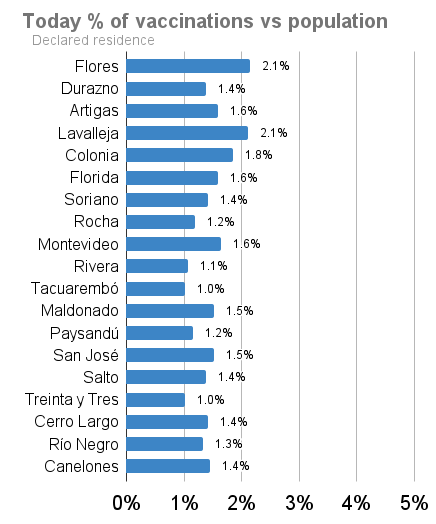 Today % of vaccinations vs population
Declared residence
Flores 2.1%
Durazno 1.4%
Artigas 1.6%
Lavalleja 2.1%
Colonia 1.8%
Florida 1.6%
Soriano 1.4%
Rocha 1.2%
Montevideo 1.6%
Rivera 1.1%
Tacuarembó 1.0%
Maldonado 1.5%
Paysandú 1.2%
San José 1.5%
Salto 1.4%
Treinta y Tres 1.0%
Cerro Largo 1.4%
Río Negro 1.3%
Canelones 1.4%
0% 1% 2% 3% 4% 5%